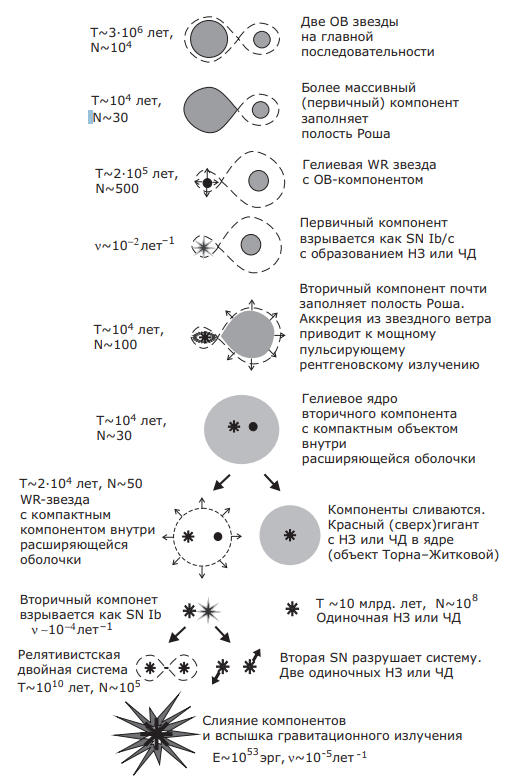 T~3·10⁶ лет,
N~10⁴
Две OB звезды
на главной
последовательности
T~10⁴ лет,
N~30
Более массивный
(первичный) компонент
заполняет
полость Роша
T~2·10⁵ лет,
N~500
Гелиевая WR звезда
с OB-компонентом
ν~10⁻² лет⁻¹
Первичный компонент
взрывается как SN Ib/c
с образованием НЗ или ЧД
T~10⁴ лет,
N~100
Вторичный компонент почти
заполняет полость Роша.
Аккреция из звездного ветра
приводит к мощному
пульсирующему
рентгеновскому излучению
T~10⁴ лет,
N~30
Гелиевое ядро
вторичного компонента
с компактным объектом
внутри
расширяющейся оболочки
T~2·10⁴ лет, N~50
WR-звезда
с компактным
компонентом внутри
расширяющейся
оболочки
Компоненты сливаются.
Красный (сверх)гигант
с НЗ или ЧД в ядре
(объект Торна–Житковой)
Вторичный компонет
взрывается как SN Ib
ν ~10⁻⁴лет⁻¹
T ~10 млрд. лет, N~10⁸
Одиночная НЗ или ЧД
Релятивистская
двойная система
T~10¹⁰ лет, N~10⁵
Вторая SN разрушает систему.
Две одиночных НЗ или ЧД
Слияние компонентов
и вспышка гравитационного излучения
E~10⁵³эрг, ν~10⁻⁵лет⁻¹